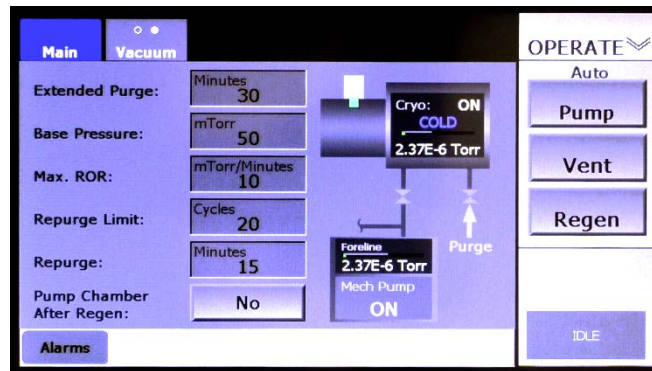 Main
Vacuum
Extended Purge:
Minutes
30
Base Pressure:
mTorr
50
Max. ROR:
mTorr/Minutes
10
Repurge Limit:
Cycles
20
Repurge:
Minutes
15
Pump Chamber
After Regen:
No
Alarms
Cryo: ON
COLD
2.37E-6 Torr
Purge
Foreline
2.37E-6 Torr
Mech Pump
ON
OPERATE
Auto
Pump
Vent
Regen
IDLE